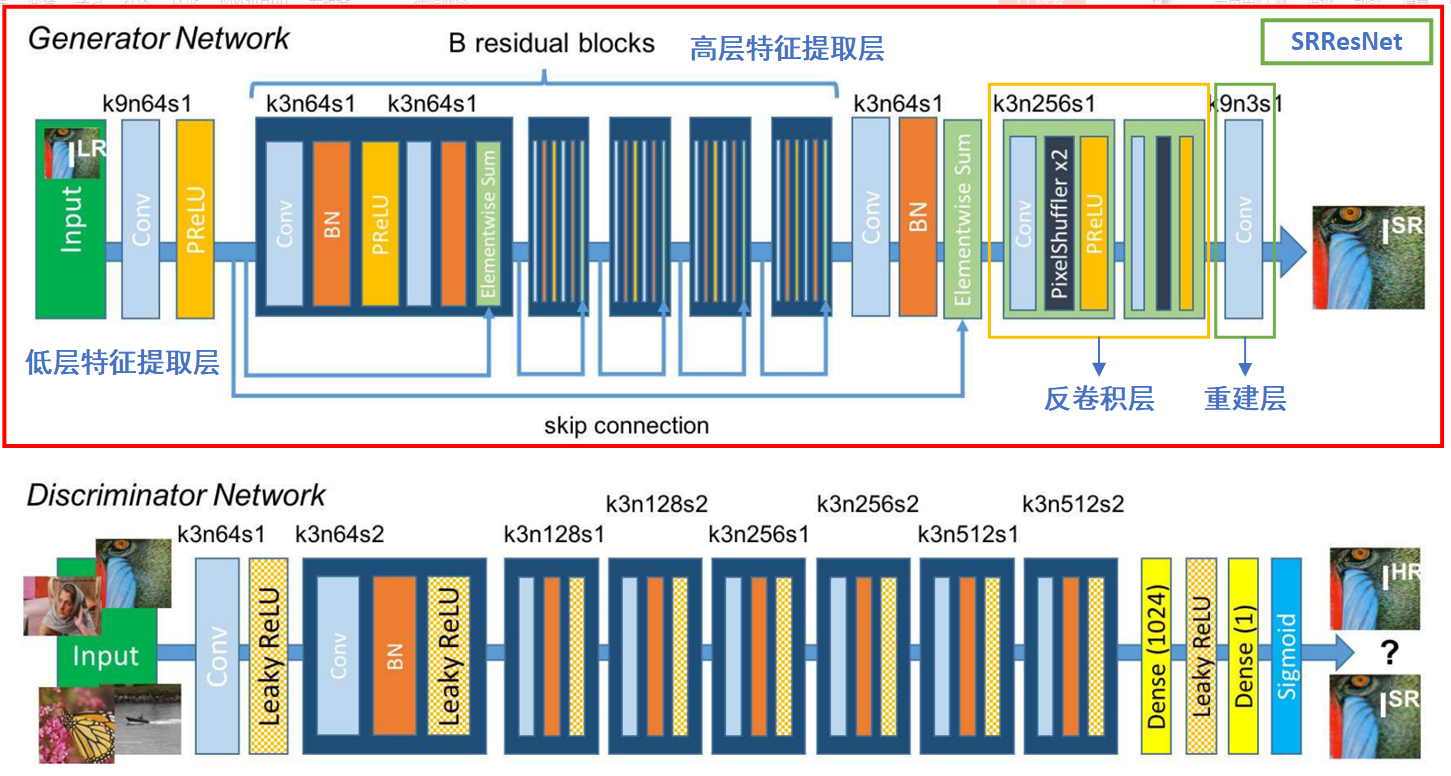 Generator Network
B residual blocks
高层特征提取层
SRResNet
k9n64s1
k3n64s1
k3n64s1
k3n64s1
k3n256s1
k9n3s1
I LR
Input
Conv
PReLU
Conv
BN
PReLU
Elementwise Sum
Conv
BN
Elementwise Sum
Conv
PixelShuffler x2
PReLU
Conv
I SR
低层特征提取层
反卷积层
重建层
skip connection
Discriminator Network
k3n64s1
k3n64s2
k3n128s1
k3n128s2
k3n256s1
k3n256s2
k3n512s1
k3n512s2
Input
Conv
Leaky ReLU
Conv
BN
Leaky ReLU
Dense (1024)
Leaky ReLU
Dense (1)
Sigmoid
I HR
?
I SR